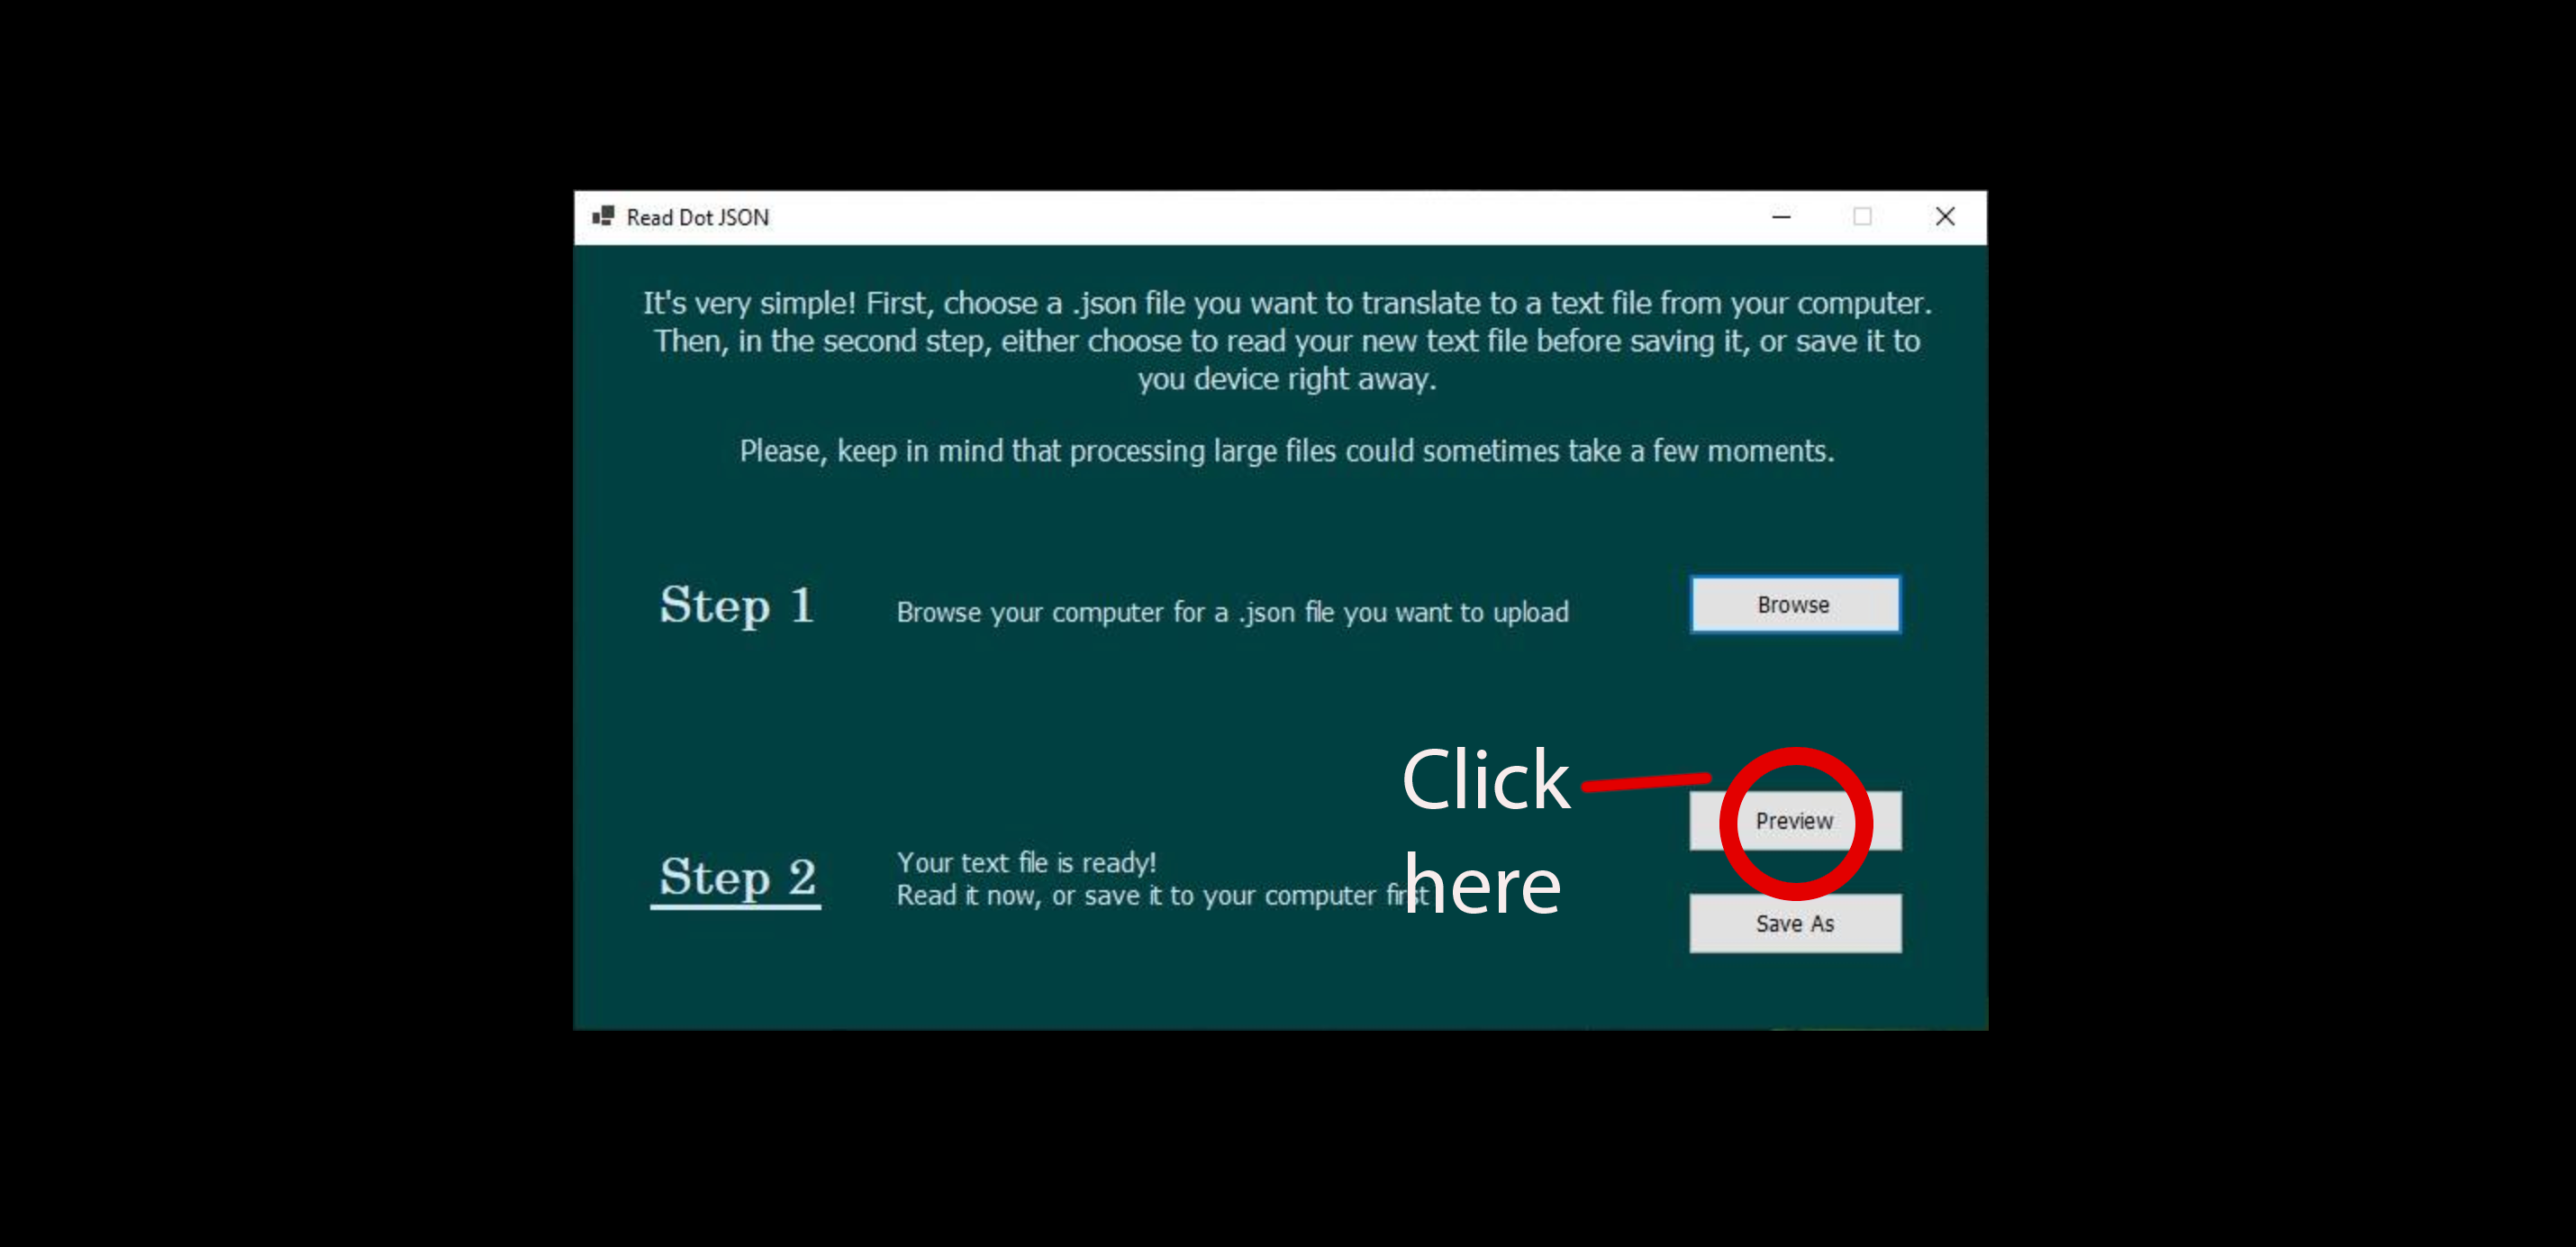 Read Dot JSON
It's very simple! First, choose a .json file you want to translate to a text file from your computer.
Then, in the second step, either choose to read your new text file before saving it, or save it to
you device right away.
Please, keep in mind that processing large files could sometimes take a few moments.
Step 1
Browse your computer for a .json file you want to upload
Browse
Click
here
Preview
Step 2
Your text file is ready!
Read it now, or save it to your computer first
Save As